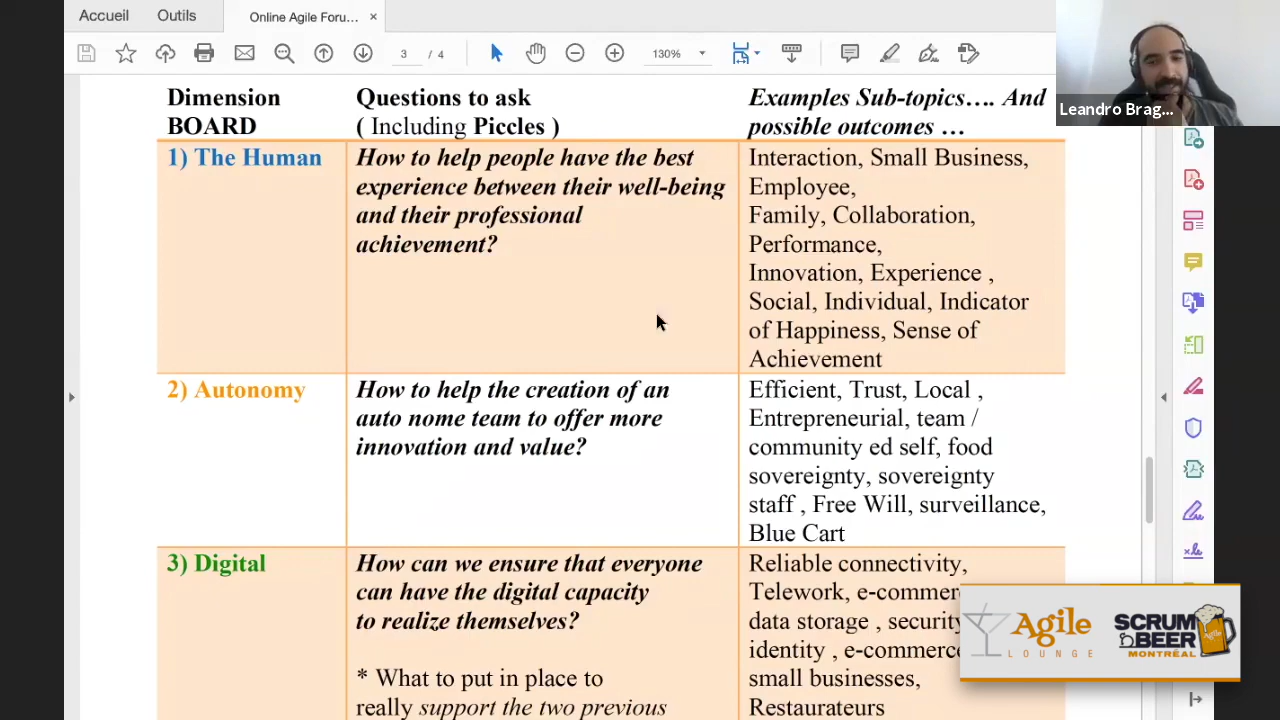 Accueil
Outils
Online Agile Foru...
×
3 / 4
130%
Leandro Brag...
Dimension
BOARD
Questions to ask
( Including Piccles )
Examples Sub-topics…. And
possible outcomes …
1) The Human
How to help people have the best
experience between their well-being
and their professional
achievement?
Interaction, Small Business,
Employee,
Family, Collaboration,
Performance,
Innovation, Experience ,
Social, Individual, Indicator
of Happiness, Sense of
Achievement
2) Autonomy
How to help the creation of an
auto nome team to offer more
innovation and value?
Efficient, Trust, Local ,
Entrepreneurial, team /
community ed self, food
sovereignty, sovereignty
staff , Free Will, surveillance,
Blue Cart
3) Digital
How can we ensure that everyone
can have the digital capacity
to realize themselves?
* What to put in place to
really support the two previous
Reliable connectivity,
Telework,
data storage , security
identity ,
small businesses,
Restaurateurs
Agile
LOUNGE
SCRUM
BEER
MONTRÉAL
Agile